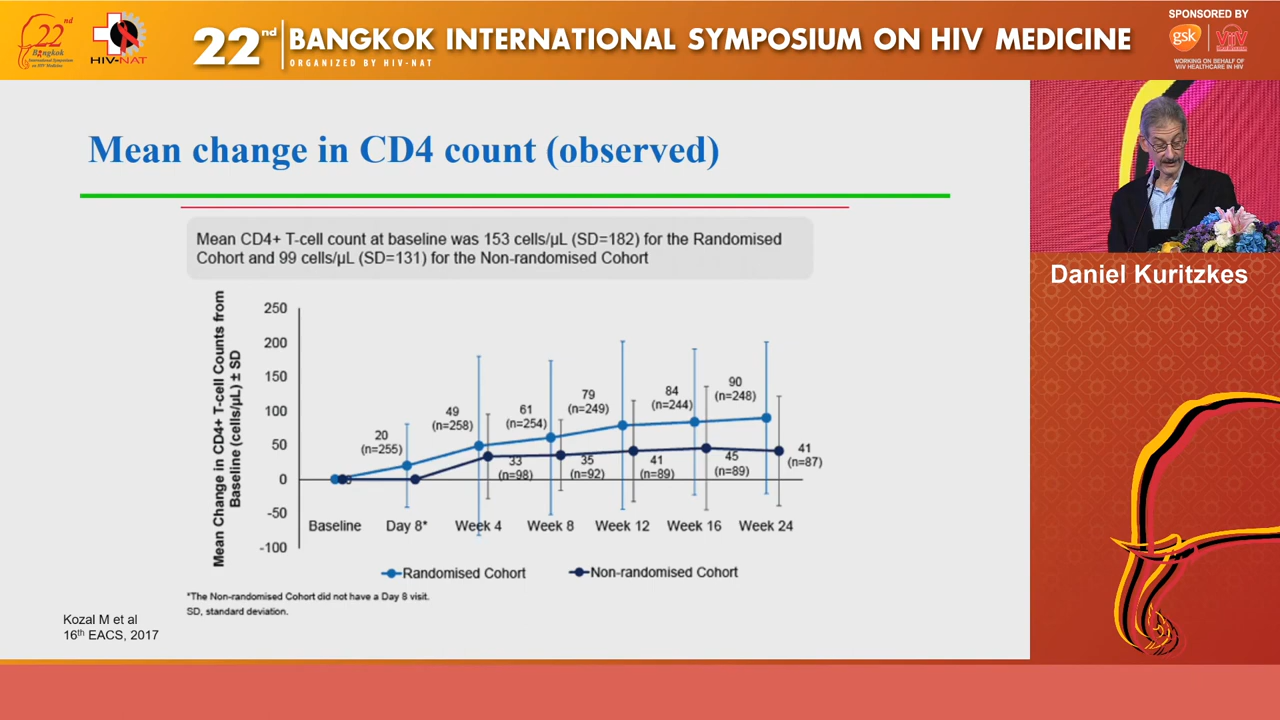 22nd
Bangkok
International Symposium
on HIV Medicine
HIV-NAT
22nd
BANGKOK INTERNATIONAL SYMPOSIUM ON HIV MEDICINE
ORGANIZED BY HIV-NAT
SPONSORED BY
gsk
ViiV
Healthcare
WORKING ON BEHALF OF
ViiV HEALTHCARE IN HIV
Mean change in CD4 count (observed)
Mean CD4+ T-cell count at baseline was 153 cells/µL (SD=182) for the Randomised
Cohort and 99 cells/µL (SD=131) for the Non-randomised Cohort
Mean Change in CD4+ T-cell Counts from
Baseline (cells/µL) ± SD
250
200
150
100
50
0
-50
-100
20
(n=255)
49
(n=258)
61
(n=254)
79
(n=249)
84
(n=244)
90
(n=248)
33
(n=98)
35
(n=92)
41
(n=89)
45
(n=89)
41
(n=87)
Baseline Day 8* Week 4 Week 8 Week 12 Week 16 Week 24
Randomised Cohort Non-randomised Cohort
*The Non-randomised Cohort did not have a Day 8 visit.
SD, standard deviation.
Kozal M et al
16th EACS, 2017
Daniel Kuritzkes